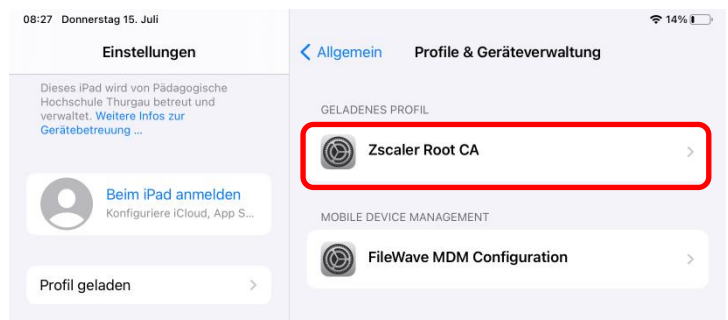 08:27 Donnerstag 15. Juli
14%
Einstellungen
Dieses iPad wird von Pädagogische
Hochschule Thurgau betreut und
verwaltet. Weitere Infos zur
Gerätebetreuung ...
Beim iPad anmelden
Konfiguriere iCloud, App S...
Profil geladen
Allgemein
Profile & Geräteverwaltung
GELADENES PROFIL
Zscaler Root CA
MOBILE DEVICE MANAGEMENT
FileWave MDM Configuration